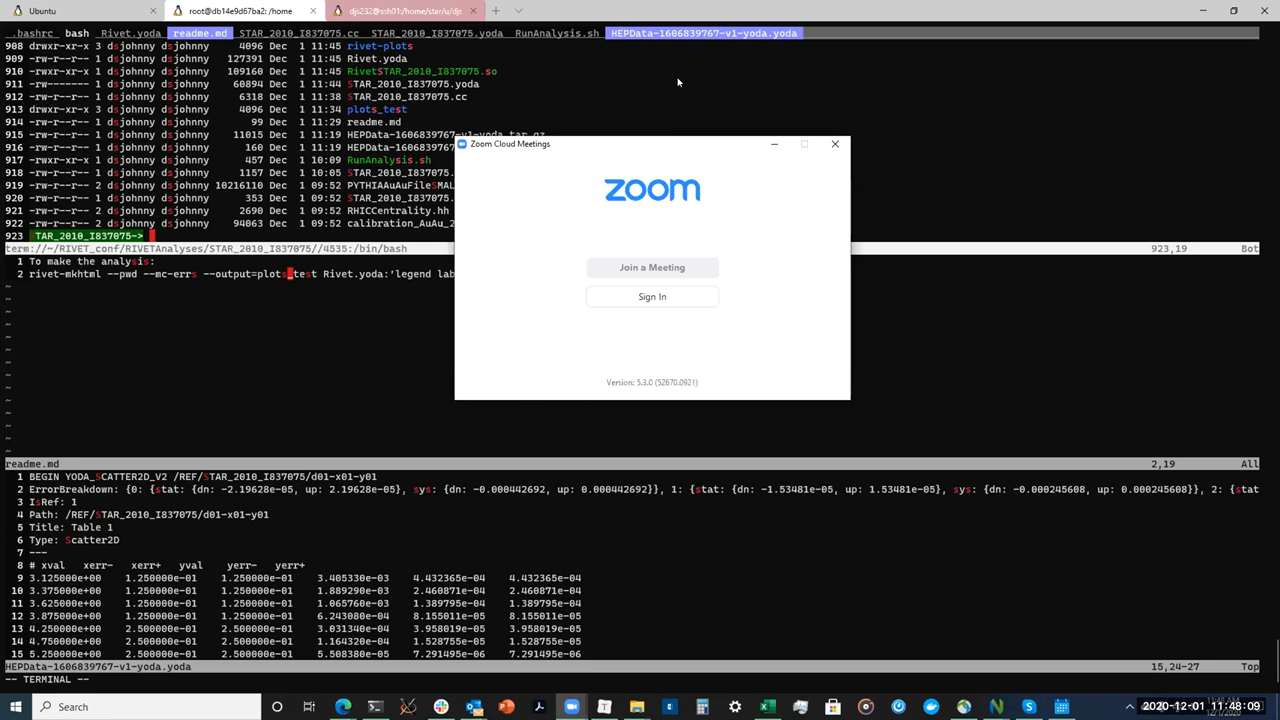 Ubuntu
root@db14e9d67ba2: /home
djs232@ssh01:/home/star/u/djs
.bashrc bash Rivet.yoda readme.md STAR_2010_I837075.cc STAR_2010_I837075.yoda RunAnalysis.sh HEPData-1606839767-v1-yoda.yoda
908 drwxr-xr-x 3 dsjohnny dsjohnny 4096 Dec 1 11:45 rivet-plots
909 -rw-r--r-- 1 dsjohnny dsjohnny 127391 Dec 1 11:45 Rivet.yoda
910 -rwxr-xr-x 1 dsjohnny dsjohnny 109160 Dec 1 11:45 RivetSTAR_2010_I837075.so
911 -rw------- 1 dsjohnny dsjohnny 60894 Dec 1 11:44 STAR_2010_I837075.yoda
912 -rw-r--r-- 1 dsjohnny dsjohnny 6318 Dec 1 11:38 STAR_2010_I837075.cc
913 drwxr-xr-x 3 dsjohnny dsjohnny 4096 Dec 1 11:34 plots_test
914 -rw-r--r-- 1 dsjohnny dsjohnny 99 Dec 1 11:29 readme.md
915 -rw-r--r-- 1 dsjohnny dsjohnny 11015 Dec 1 11:19 HEPData-1606839767-v1-yoda.tar.gz
916 -rw-r--r-- 1 dsjohnny dsjohnny 160 Dec 1 10:18 STAR_2010_I837075.
917 -rwxr-xr-x 1 dsjohnny dsjohnny 457 Dec 1 10:09 RunAnalysis.sh
918 -rw-r--r-- 1 dsjohnny dsjohnny 1157 Dec 1 10:05 STAR_2010_I837075.
919 -rw-r--r-- 2 dsjohnny dsjohnny 10216110 Dec 1 09:52 PYTHIAAuAuFileSMAL
920 -rw-r--r-- 1 dsjohnny dsjohnny 353 Dec 1 09:52 STAR_2010_I837075.
921 -rw-r--r-- 2 dsjohnny dsjohnny 2690 Dec 1 09:52 RHICCentrality.hh
922 -rw-r--r-- 2 dsjohnny dsjohnny 94063 Dec 1 09:52 calibration_AuAu_2
923 STAR_2010_I837075->
term://~/RIVET_conf/RIVETAnalyses/STAR_2010_I837075//4535:/bin/bash 923,19 Bot
Zoom Cloud Meetings
zoom
Join a Meeting
Sign In
Version: 5.3.0 (52670.0921)
1 To make the analysis:
2 rivet-mkhtml --pwd --mc-errs --output=plots_test Rivet.yoda:'legend lab
~
~
~
~
~
~
~
~
~
~
~
~
~
~
readme.md 2,19 All
1 BEGIN YODA_SCATTER2D_V2 /REF/STAR_2010_I837075/d01-x01-y01
2 ErrorBreakdown: {0: {stat: {dn: -2.19628e-05, up: 2.19628e-05}, sys: {dn: -0.000442692, up: 0.000442692}}, 1: {stat: {dn: -1.53481e-05, up: 1.53481e-05}, sys: {dn: -0.000245608, up: 0.000245608}}, 2: {stat
3 IsRef: 1
4 Path: /REF/STAR_2010_I837075/d01-x01-y01
5 Title: Table 1
6 Type: Scatter2D
7 ---
8 # xval xerr- xerr+ yval yerr- yerr+
9 3.125000e+00 1.250000e-01 1.250000e-01 3.405330e-03 4.432365e-04 4.432365e-04
10 3.375000e+00 1.250000e-01 1.250000e-01 1.889290e-03 2.460871e-04 2.460871e-04
11 3.625000e+00 1.250000e-01 1.250000e-01 1.065760e-03 1.389795e-04 1.389795e-04
12 3.875000e+00 1.250000e-01 1.250000e-01 6.243080e-04 8.155011e-05 8.155011e-05
13 4.250000e+00 2.500000e-01 2.500000e-01 3.031340e-04 3.958019e-05 3.958019e-05
14 4.750000e+00 2.500000e-01 2.500000e-01 1.164320e-04 1.528755e-05 1.528755e-05
15 5.250000e+00 2.500000e-01 2.500000e-01 5.508380e-05 7.291495e-06 7.291495e-06
HEPData-1606839767-v1-yoda.yoda 15,24-27 Top
-- TERMINAL --
Search
2020-12-01 11:48:09